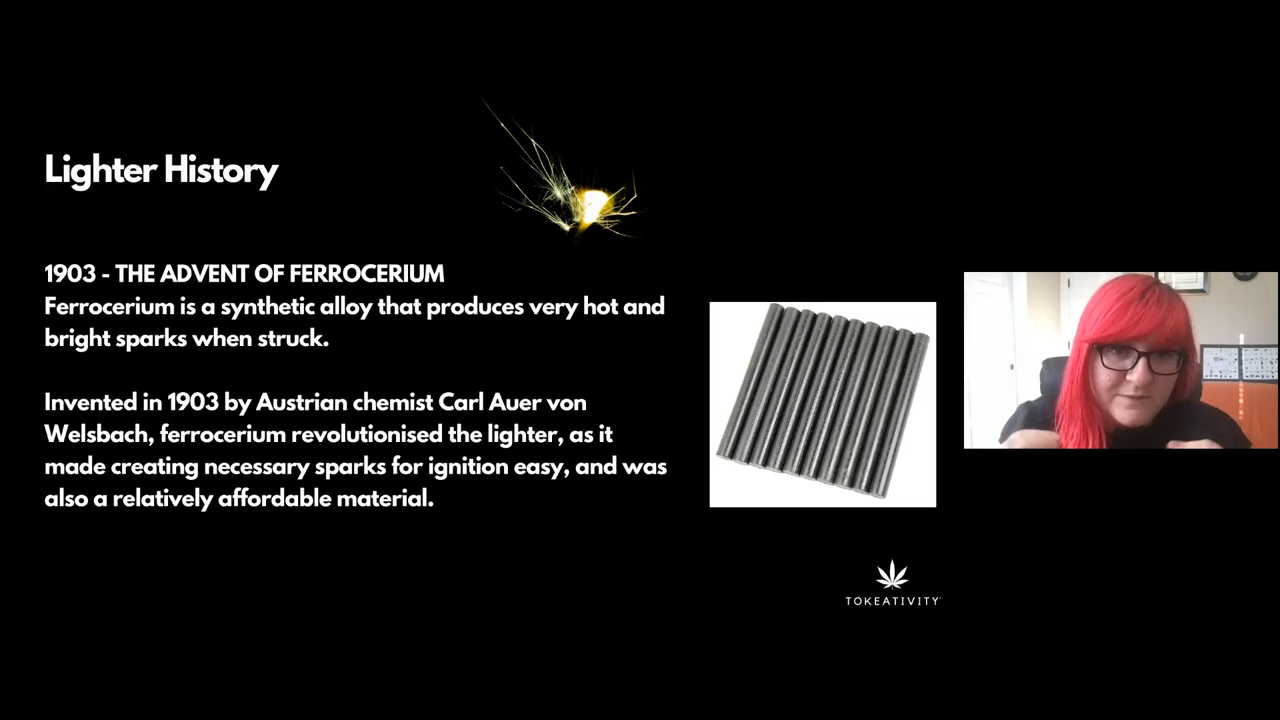 Lighter History
1903 - THE ADVENT OF FERROCERIUM
Ferrocerium is a synthetic alloy that produces very hot and
bright sparks when struck.
Invented in 1903 by Austrian chemist Carl Auer von
Welsbach, ferrocerium revolutionised the lighter, as it
made creating necessary sparks for ignition easy, and was
also a relatively affordable material.
TOKEATIVITY